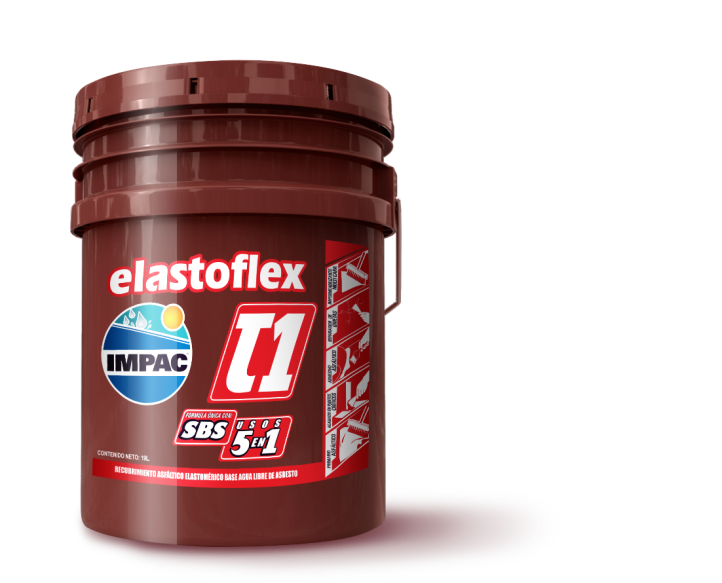 elastoflex
IMPAC
T1
FORMULA ÚNICA CON
SBS
USOS
5 EN 1
CONTENIDO NETO: 19L
RECUBRIMIENTO ASFÁLTICO ELASTOMÉRICO BASE AGUA LIBRE DE ASBESTO